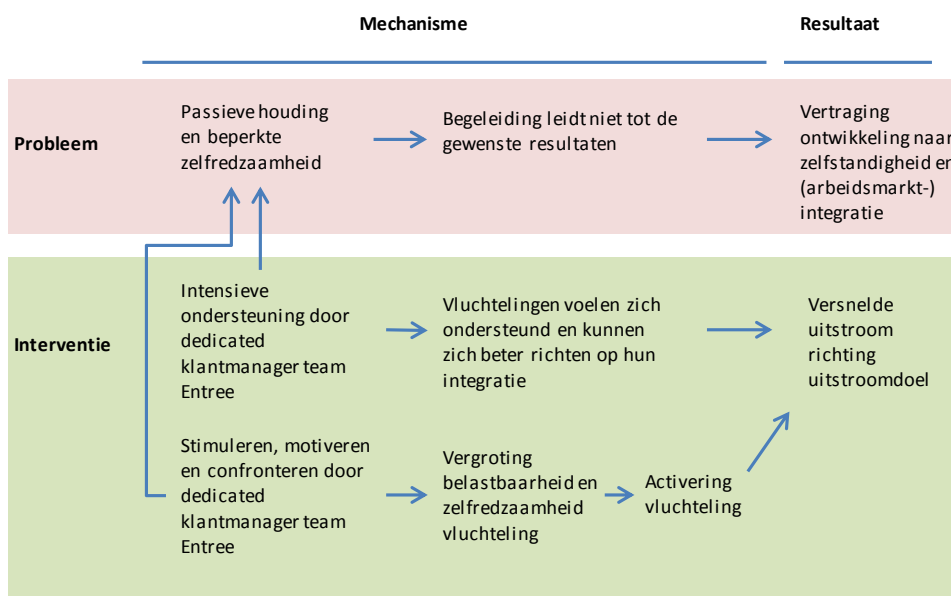 Mechanisme
Resultaat
Probleem
Passieve houding
en beperkte
zelfredzaamheid
Begeleiding leidt niet tot de
gewenste resultaten
Vertraging
ontwikkeling naar
zelfstandigheid en
(arbeidsmarkt-)
integratie
Interventie
Intensieve
ondersteuning door
dedicated
klantmanager team
Entree
Vluchtelingen voelen zich
ondersteund en kunnen
zich beter richten op hun
integratie
Versnelde
uitstroom
richting
uitstroomdoel
Stimuleren, motiveren
en confronteren door
dedicated
klantmanager team
Entree
Vergroting
belastbaarheid en
zelfredzaamheid
vluchteling
Activering
vluchteling